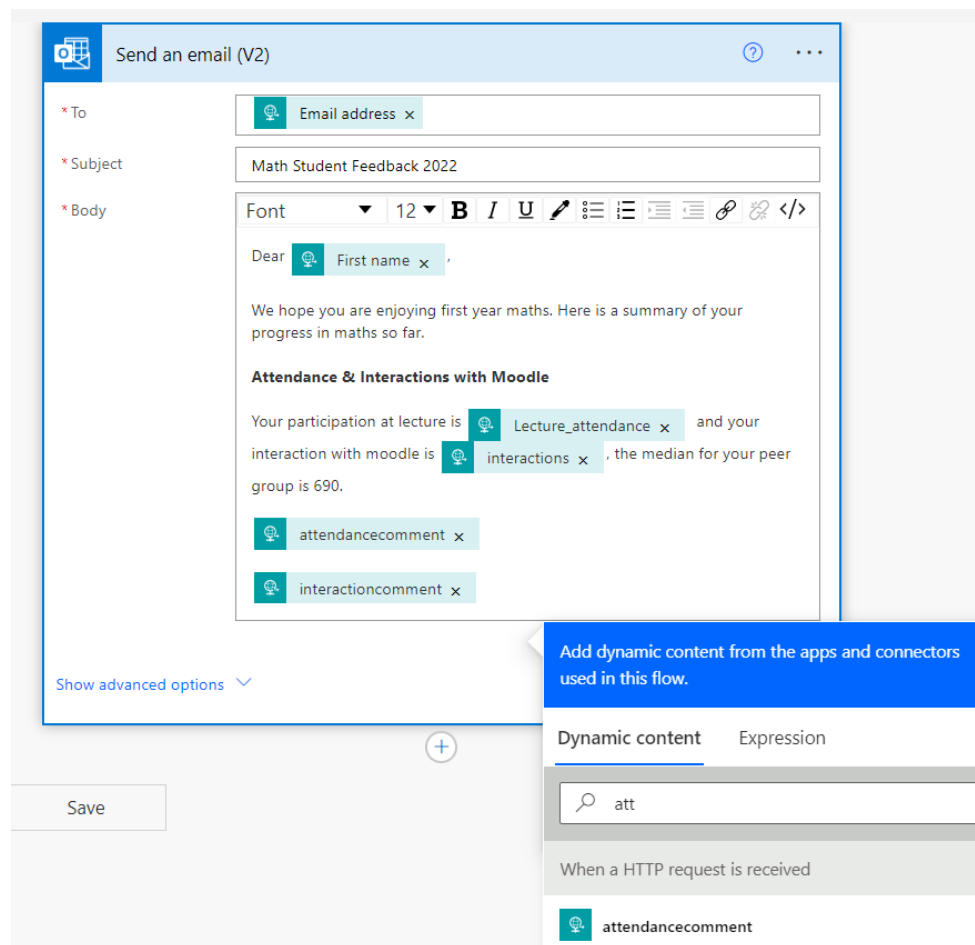 Send an email (V2)
* To
Email address ×
* Subject
Math Student Feedback 2022
* Body
Font 12 B I U </>
Dear First name × ,
We hope you are enjoying first year maths. Here is a summary of your
progress in maths so far.
Attendance & Interactions with Moodle
Your participation at lecture is Lecture_attendance × and your
interaction with moodle is interactions × , the median for your peer
group is 690.
attendancecomment ×
interactioncomment ×
Show advanced options
Add dynamic content from the apps and connectors
used in this flow.
Dynamic content Expression
att
When a HTTP request is received
attendancecomment
Save